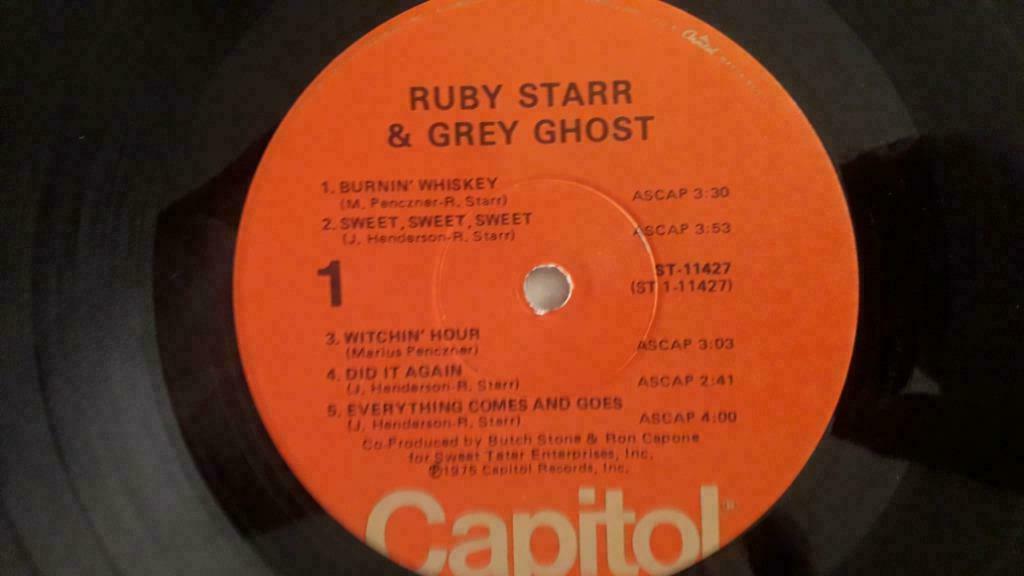 Capitol
RUBY STARR
& GREY GHOST
1. BURNIN' WHISKEY ASCAP 3:30
(M. Penczner-R. Starr)
2. SWEET, SWEET, SWEET ASCAP 3:53
(J. Henderson-R. Starr)
1
ST-11427
(ST 1-11427)
3. WITCHIN' HOUR ASCAP 3:03
(Marius Penczner)
4. DID IT AGAIN ASCAP 2:41
(J. Henderson-R. Starr)
5. EVERYTHING COMES AND GOES ASCAP 4:00
(J. Henderson-R. Starr)
Co-Produced by Butch Stone & Ron Capone
for Sweet Tater Enterprises, Inc.
℗1975 Capitol Records, Inc.
Capitol